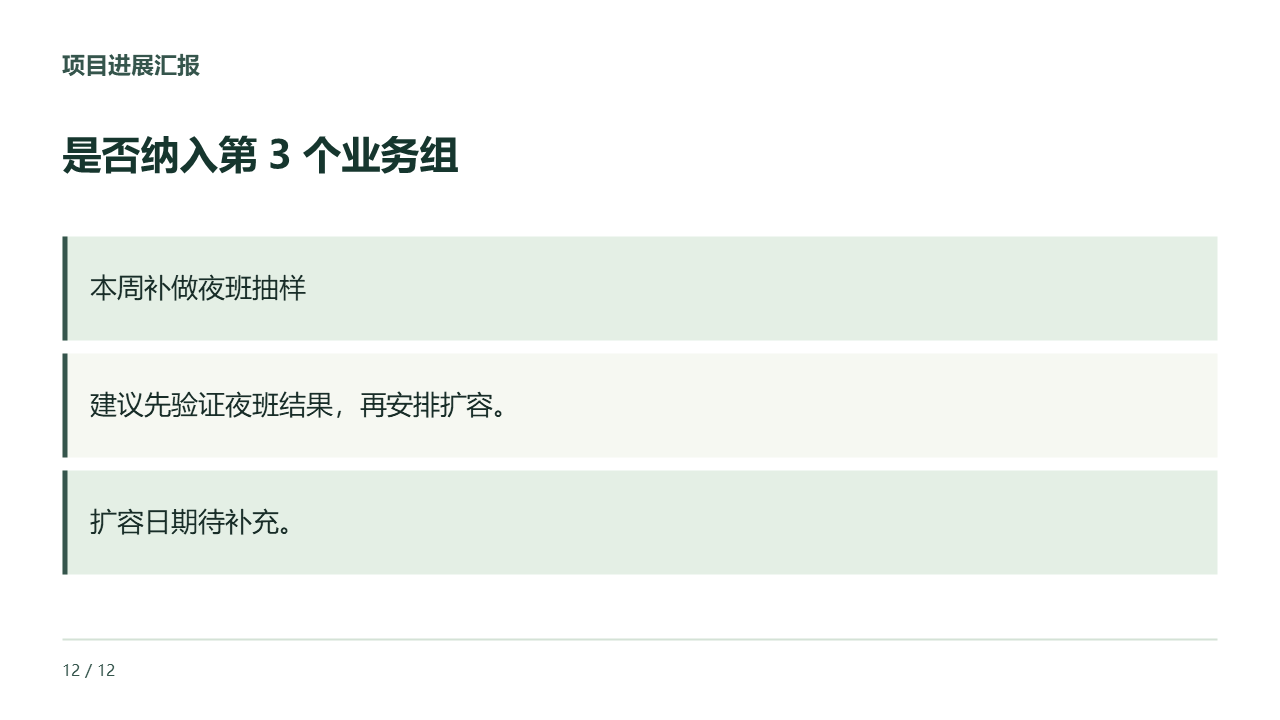 项目进展汇报
是否纳入第 3 个业务组
本周补做夜班抽样
建议先验证夜班结果，再安排扩容。
扩容日期待补充。
12 / 12